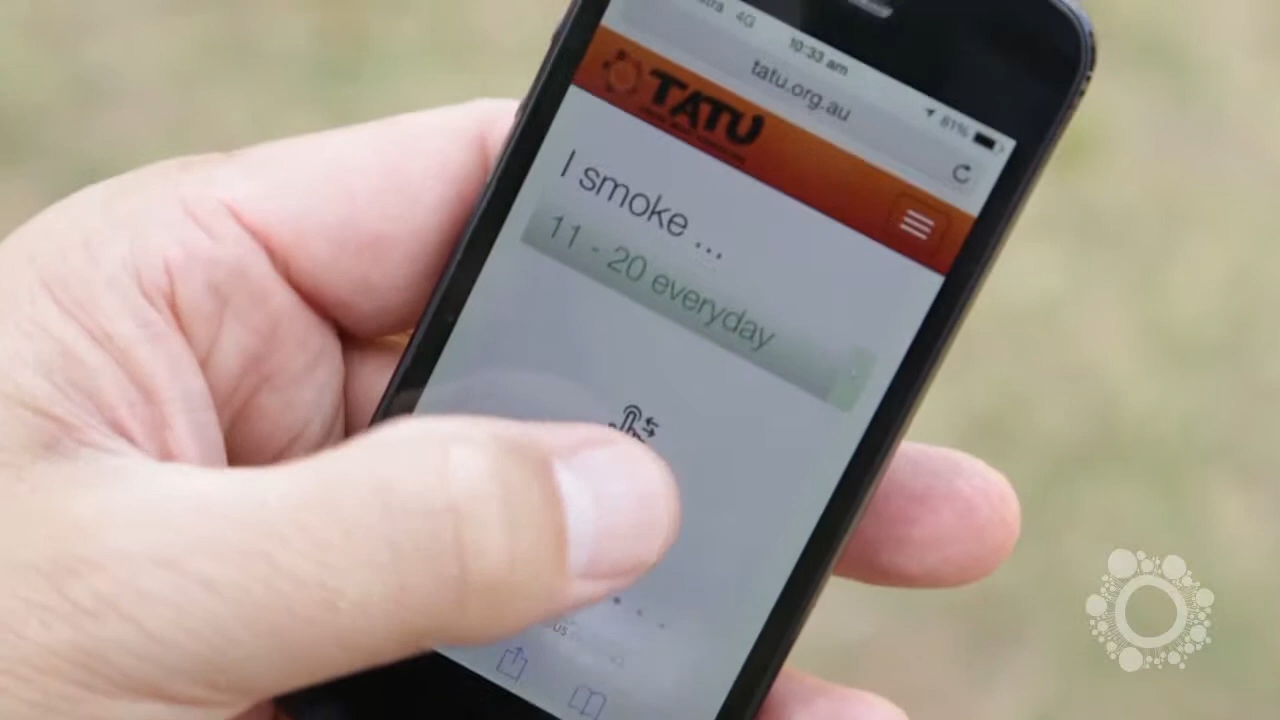 4G
10:33 am
81%
tatu.org.au
TATU
I smoke ...
11 - 20 everyday